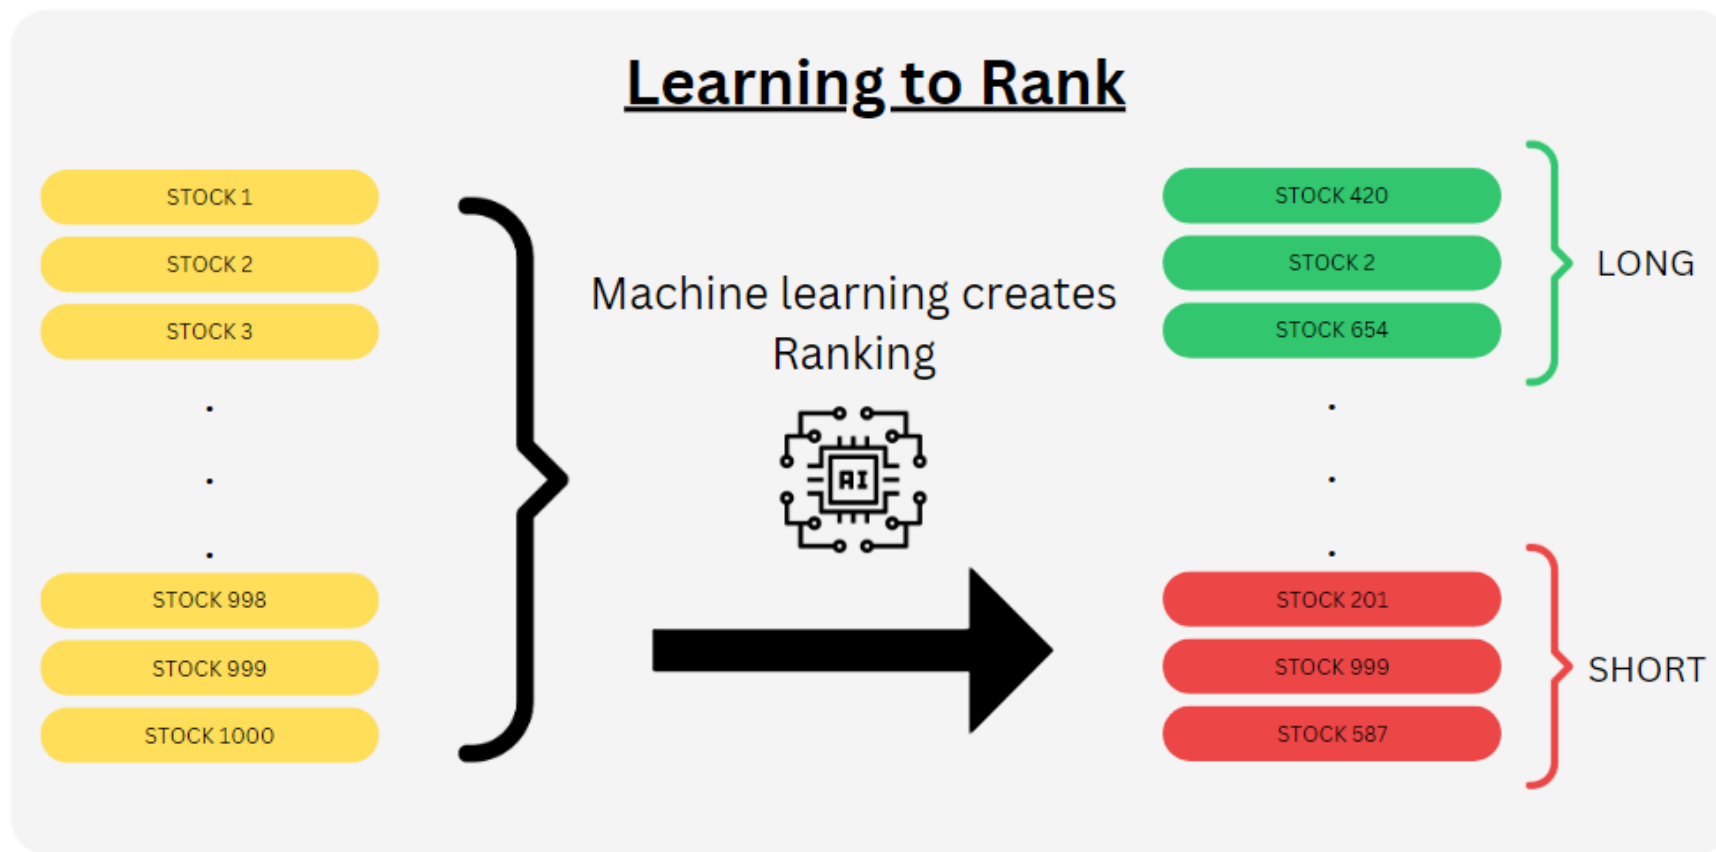 Learning to Rank
STOCK 1
STOCK 2
STOCK 3
.
.
.
STOCK 998
STOCK 999
STOCK 1000
Machine learning creates
Ranking
AI
STOCK 420
STOCK 2
STOCK 654
LONG
.
.
.
STOCK 201
STOCK 999
STOCK 587
SHORT